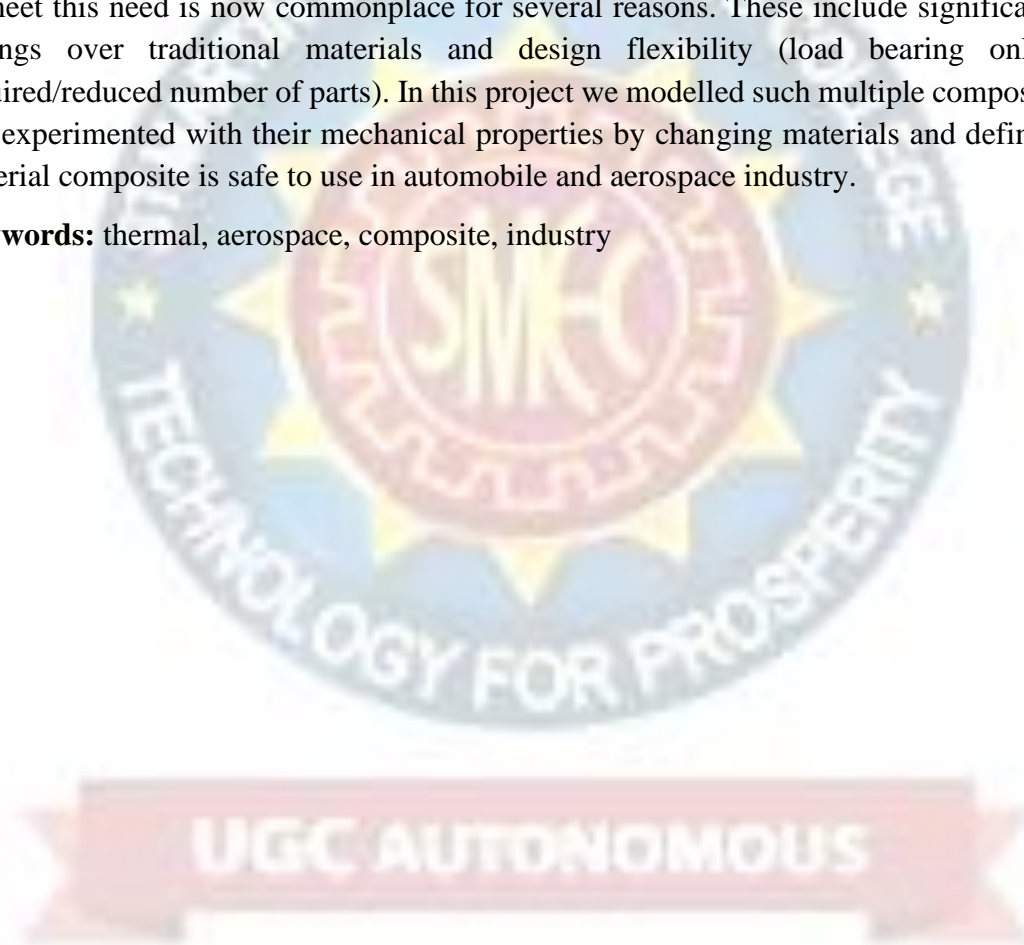 meet this need is now commonplace for several reasons. These include significa
ngs over traditional materials and design flexibility (load bearing onl
uired/reduced number of parts). In this project we modelled such multiple compos
experimented with their mechanical properties by changing materials and defin
erial composite is safe to use in automobile and aerospace industry.
words: thermal, aerospace, composite, industry
SMEC
TECHNOLOGY FOR PROSPERITY
UGC AUTONOMOUS